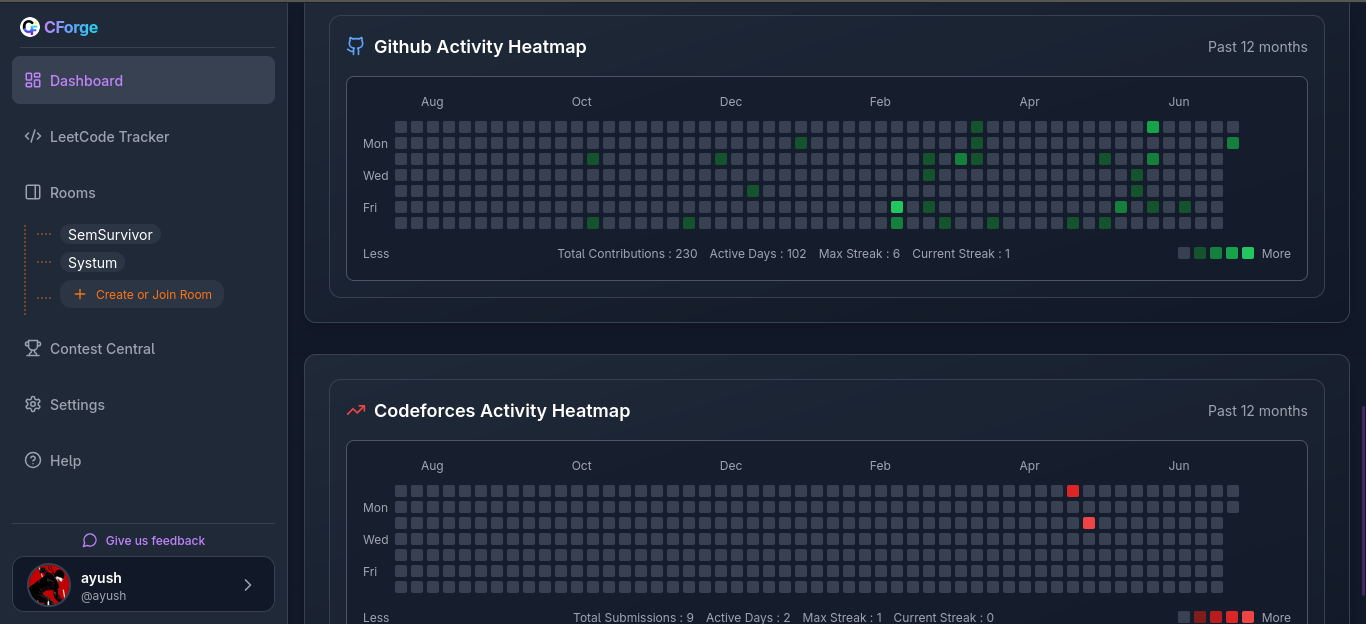 CForge
Dashboard
LeetCode Tracker
Rooms
SemSurvivor
Systum
+ Create or Join Room
Contest Central
Settings
Help
Give us feedback
ayush
@ayush
Github Activity Heatmap
Past 12 months
Aug Oct Dec Feb Apr Jun
Mon
Wed
Fri
Less Total Contributions : 230 Active Days : 102 Max Streak : 6 Current Streak : 1 More
Codeforces Activity Heatmap
Past 12 months
Aug Oct Dec Feb Apr Jun
Mon
Wed
Fri
Less Total Submissions : 9 Active Days : 2 Max Streak : 1 Current Streak : 0 More